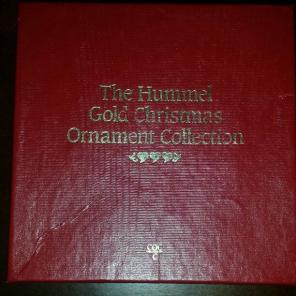 The Hummel
Gold Christmas
Ornament Collection